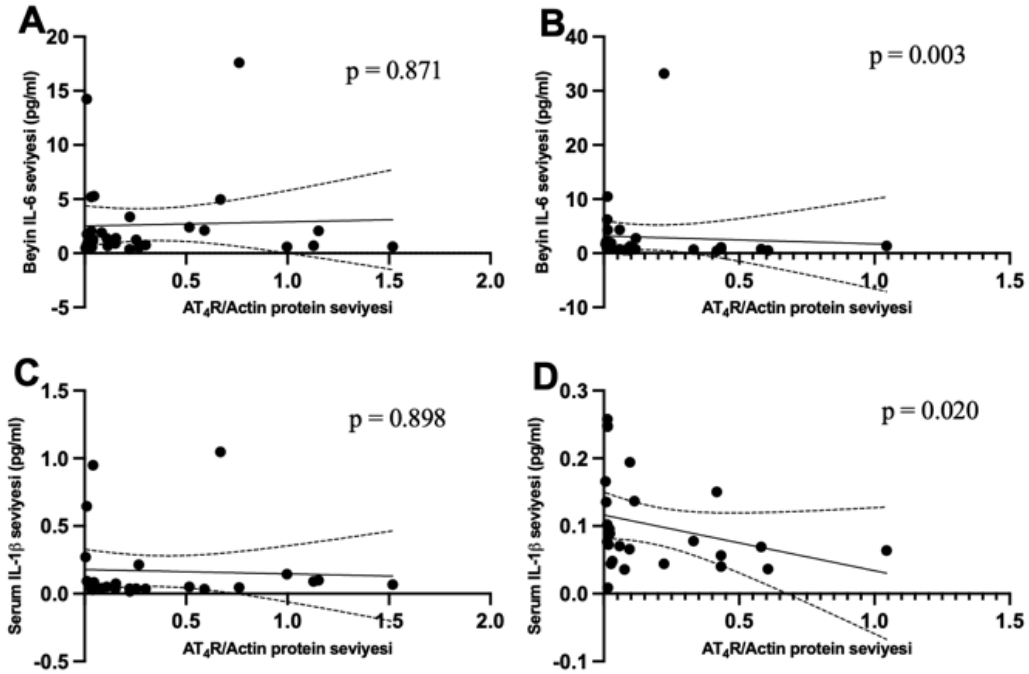 A
Beyin IL-6 seviyesi (pg/ml)
20
15
10
5
0
-5
p = 0.871
0.5
1.0
1.5
2.0
AT₄R/Actin protein seviyesi
B
Beyin IL-6 seviyesi (pg/ml)
40
30
20
10
0
-10
p = 0.003
0.5
1.0
1.5
AT₄R/Actin protein seviyesi
C
Serum IL-1β seviyesi (pg/ml)
1.5
1.0
0.5
0.0
-0.5
p = 0.898
0.5
1.0
1.5
2.0
AT₄R/Actin protein seviyesi
D
Serum IL-1β seviyesi (pg/ml)
0.3
0.2
0.1
0.0
-0.1
p = 0.020
0.5
1.0
1.5
AT₄R/Actin protein seviyesi